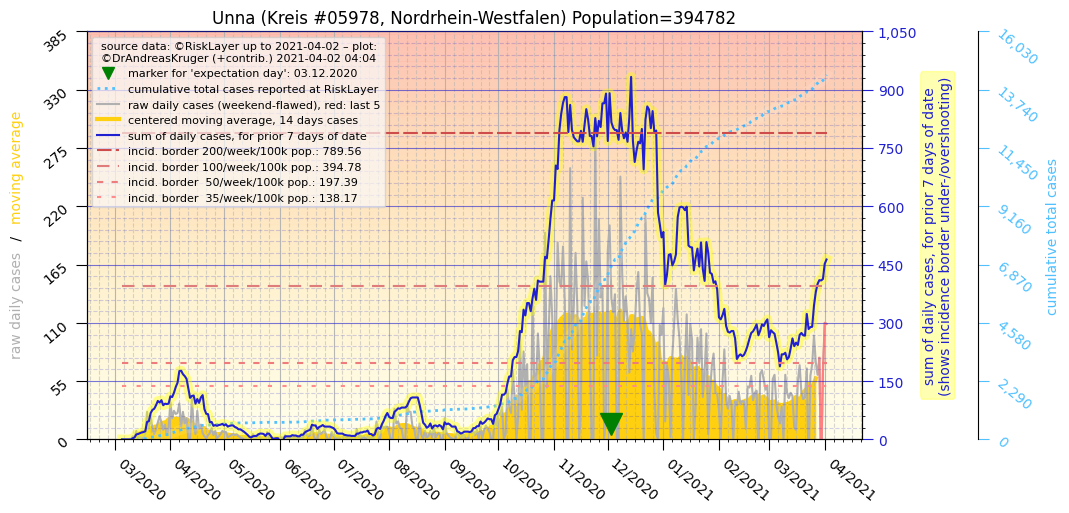 Unna (Kreis #05978, Nordrhein-Westfalen) Population=394782
source data: ©RiskLayer up to 2021-04-02 – plot:
©DrAndreasKruger (+contrib.) 2021-04-02 04:04
marker for 'expectation day': 03.12.2020
cumulative total cases reported at RiskLayer
raw daily cases (weekend-flawed), red: last 5
centered moving average, 14 days cases
sum of daily cases, for prior 7 days of date
incid. border 200/week/100k pop.: 789.56
incid. border 100/week/100k pop.: 394.78
incid. border  50/week/100k pop.: 197.39
incid. border  35/week/100k pop.: 138.17
raw daily cases / moving average
385
330
275
220
165
110
55
0
03/2020
04/2020
05/2020
06/2020
07/2020
08/2020
09/2020
10/2020
11/2020
12/2020
01/2021
02/2021
03/2021
04/2021
1,050
900
750
600
450
300
150
0
sum of daily cases, for prior 7 days of date
(shows incidence border under-/overshooting)
16,030
13,740
11,450
9,160
6,870
4,580
2,290
0
cumulative total cases